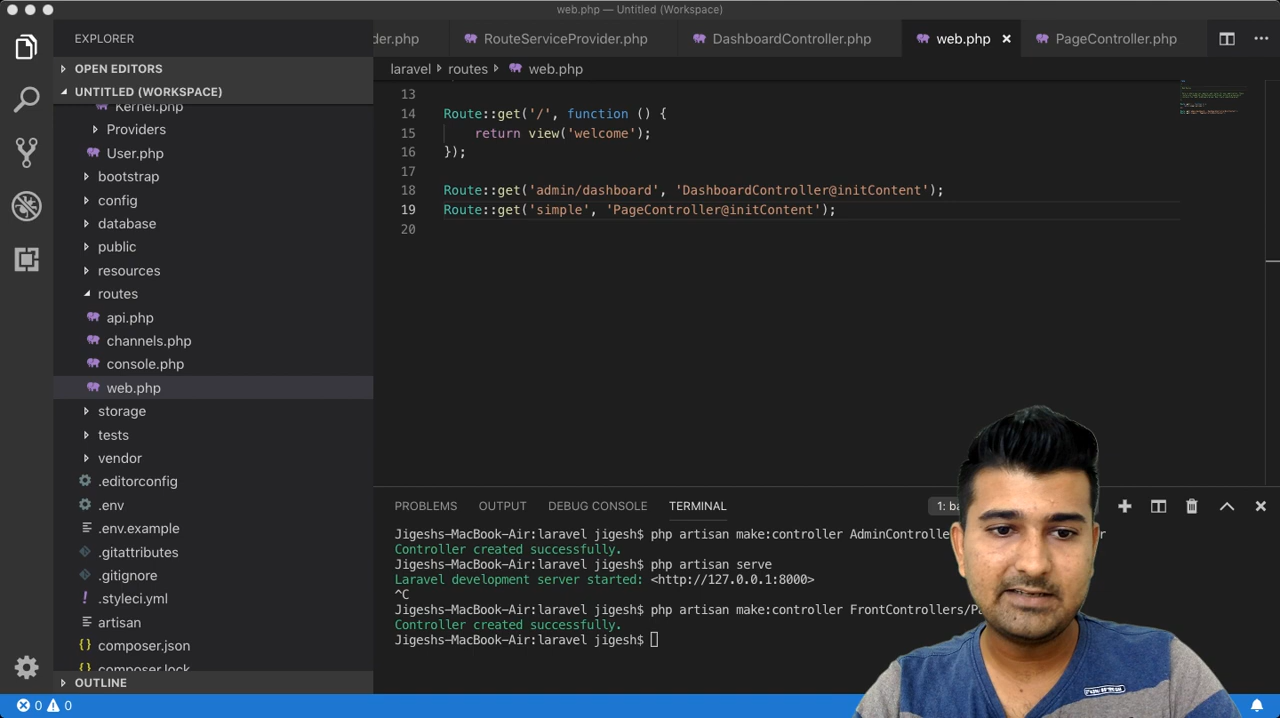 web.php — Untitled (Workspace)
EXPLORER
der.php
RouteServiceProvider.php
DashboardController.php
web.php
PageController.php
OPEN EDITORS
UNTITLED (WORKSPACE)
Kernel.php
Providers
User.php
bootstrap
config
database
public
resources
routes
api.php
channels.php
console.php
web.php
storage
tests
vendor
.editorconfig
.env
.env.example
.gitattributes
.gitignore
.styleci.yml
artisan
composer.json
composer.lock
OUTLINE
0 0
laravel routes web.php
13
14 Route::get('/', function () {
15 return view('welcome');
16 });
17
18 Route::get('admin/dashboard', 'DashboardController@initContent');
19 Route::get('simple', 'PageController@initContent');
20
PROBLEMS OUTPUT DEBUG CONSOLE TERMINAL
Jigeshs-MacBook-Air:laravel jigesh$ php artisan make:controller AdminControlle
Controller created successfully.
Jigeshs-MacBook-Air:laravel jigesh$ php artisan serve
Laravel development server started: <http://127.0.0.1:8000>
^C
Jigeshs-MacBook-Air:laravel jigesh$ php artisan make:controller FrontControllers/
Controller created successfully.
Jigeshs-MacBook-Air:laravel jigesh$